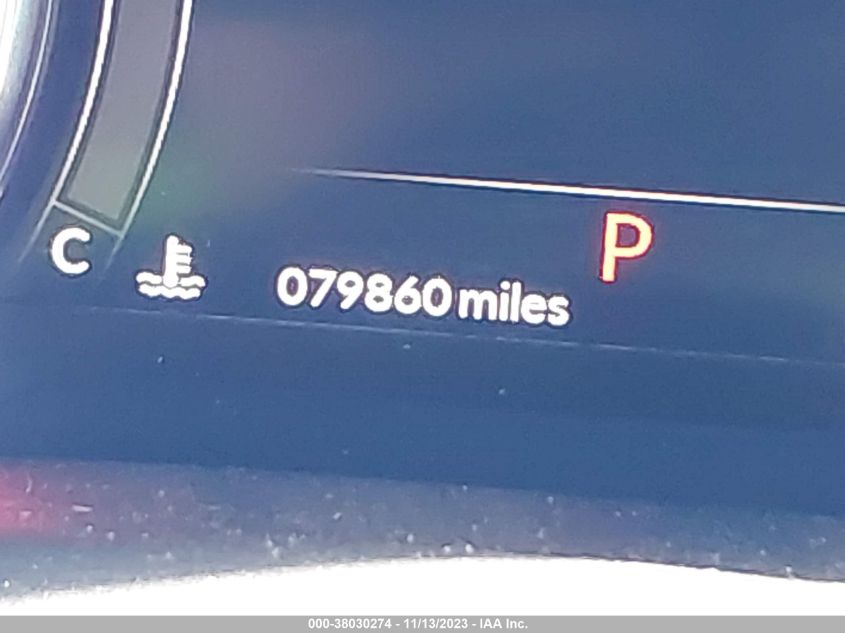 P
C
079860 miles
000-38030274 - 11/13/2023 - IAA Inc.